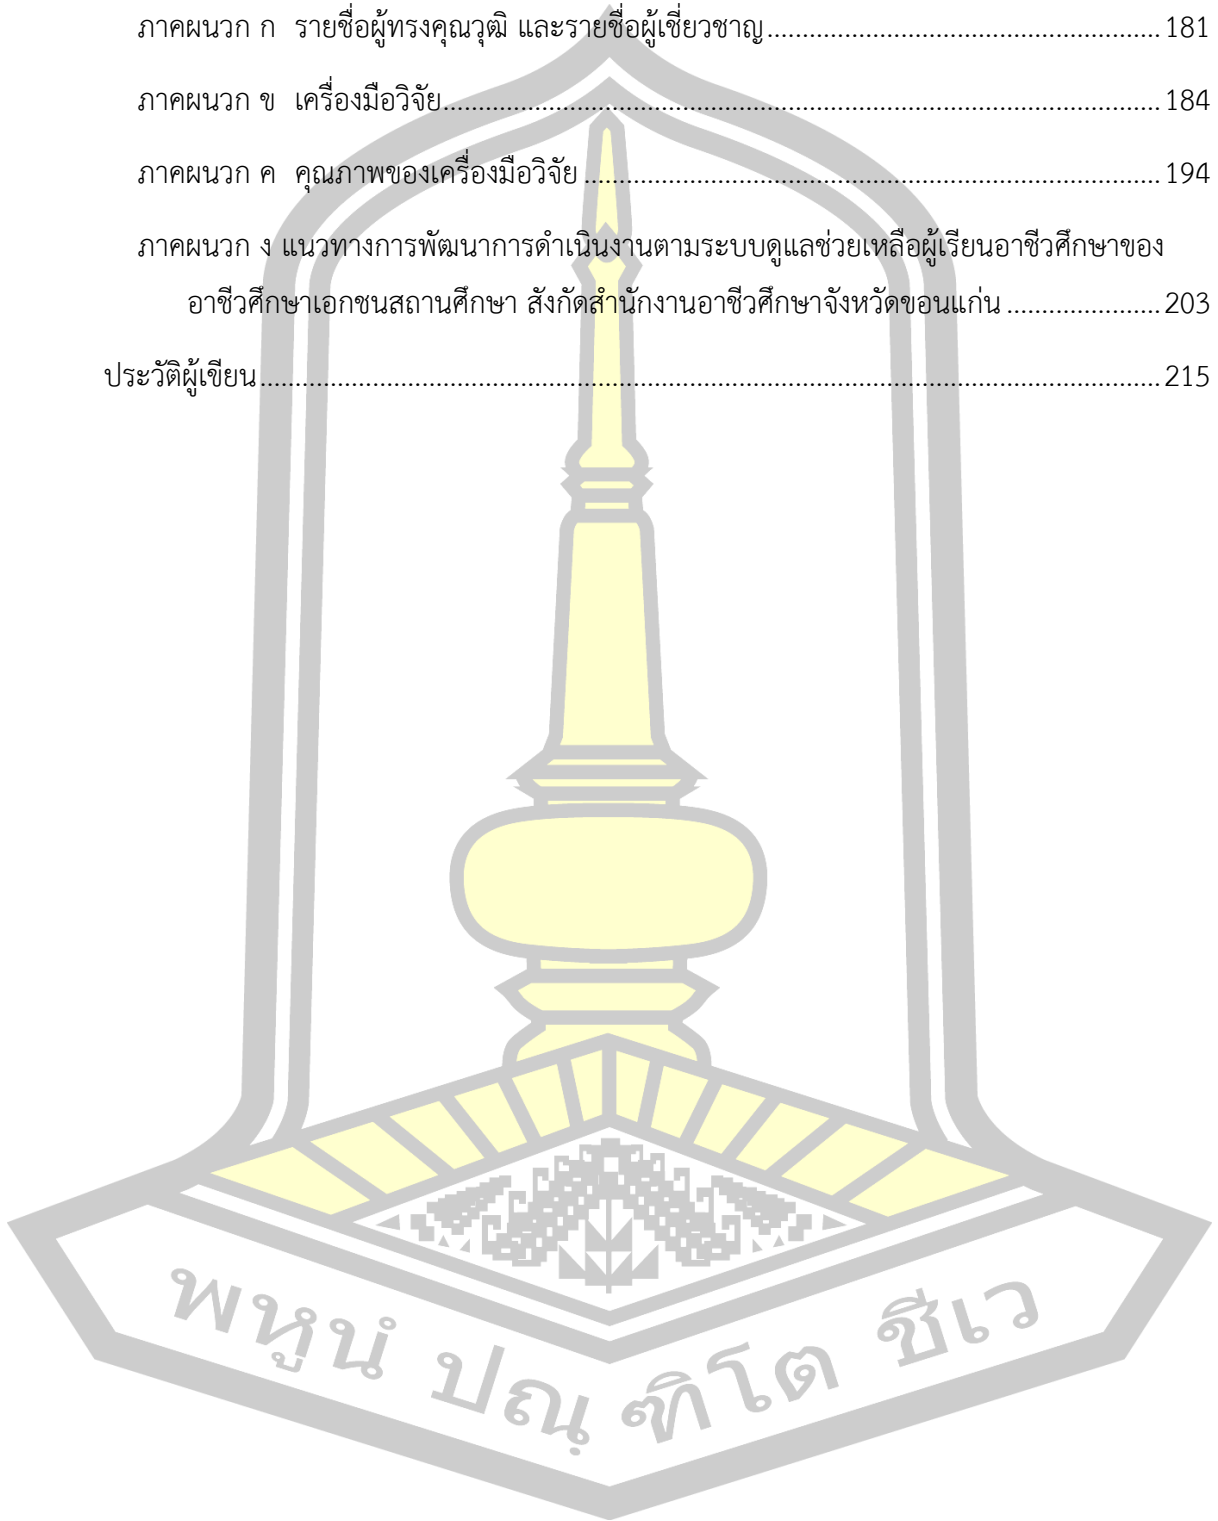 ภาคผนวก ก  รายชื่อผู้ทรงคุณวุฒิ และรายชื่อผู้เชี่ยวชาญ.......................................................... 181
ภาคผนวก ข  เครื่องมือวิจัย.......................................................................................................... 184
ภาคผนวก ค  คุณภาพของเครื่องมือวิจัย ..................................................................................... 194
ภาคผนวก ง แนวทางการพัฒนาการดำเนินงานตามระบบดูแลช่วยเหลือผู้เรียนอาชีวศึกษาของ
อาชีวศึกษาเอกชนสถานศึกษา สังกัดสำนักงานอาชีวศึกษาจังหวัดขอนแก่น ...................... 203
ประวัติผู้เขียน..................................................................................................................................... 215
พหูนํ ปณฺ ฑิโต ชีเว